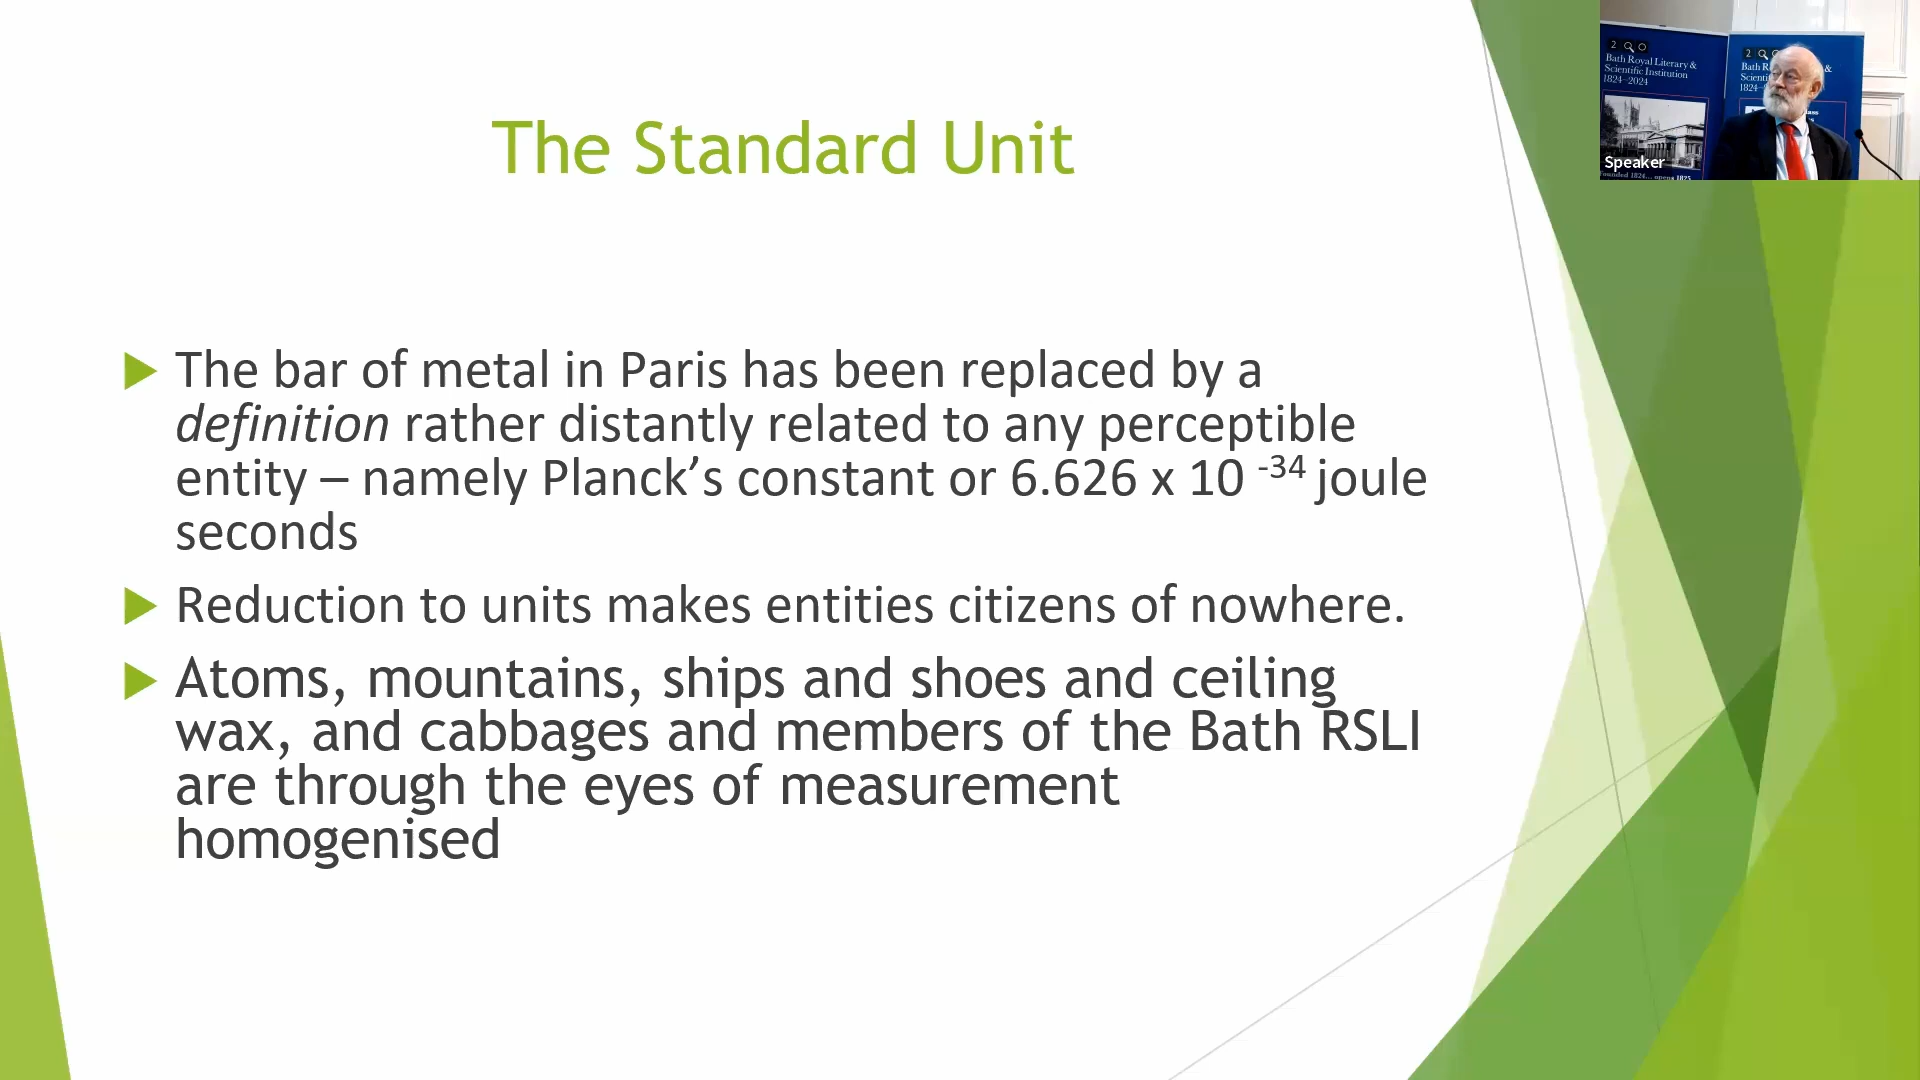 The Standard Unit
The bar of metal in Paris has been replaced by a
definition rather distantly related to any perceptible
entity – namely Planck’s constant or 6.626 x 10 -34 joule
seconds
Reduction to units makes entities citizens of nowhere.
Atoms, mountains, ships and shoes and ceiling
wax, and cabbages and members of the Bath RSLI
are through the eyes of measurement
homogenised
2
Bath Royal Literary &
Scientific Institution
1824–2024
Speaker
2